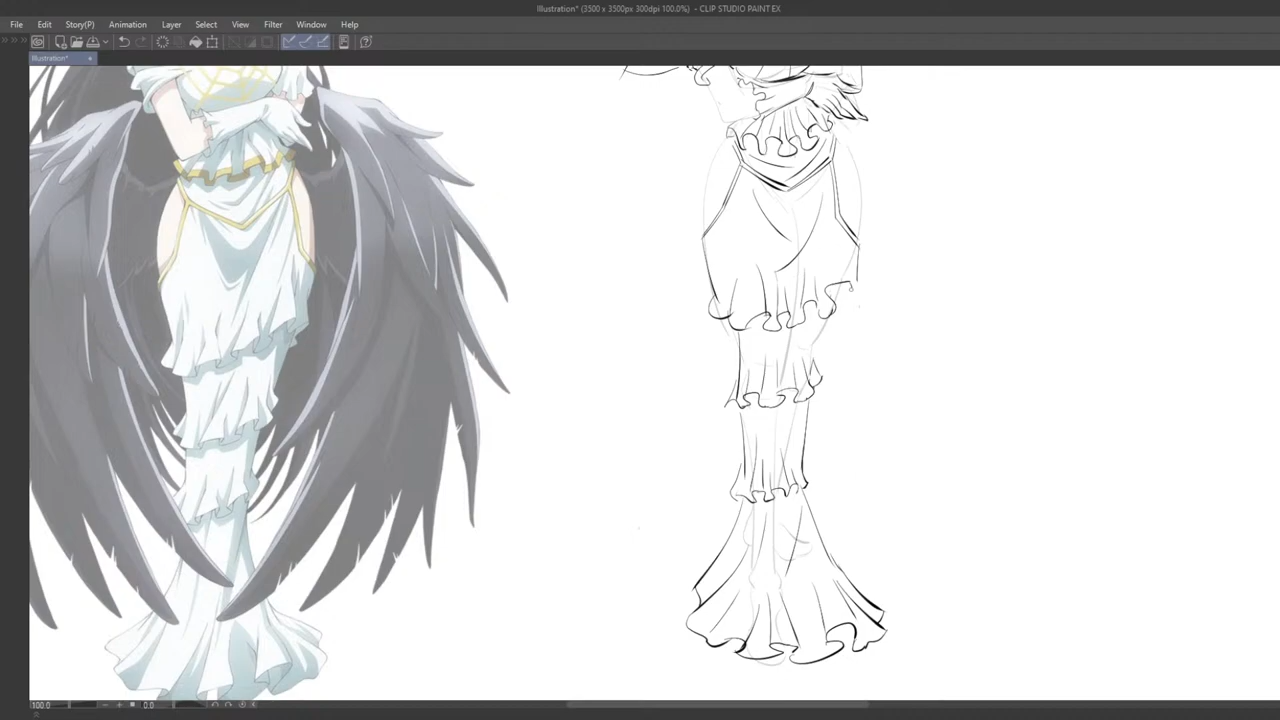 Illustration* (3500 x 3500px 300dpi 100.0%) - CLIP STUDIO PAINT EX
File Edit Story(P) Animation Layer Select View Filter Window Help
Illustration*
100.0
0.0